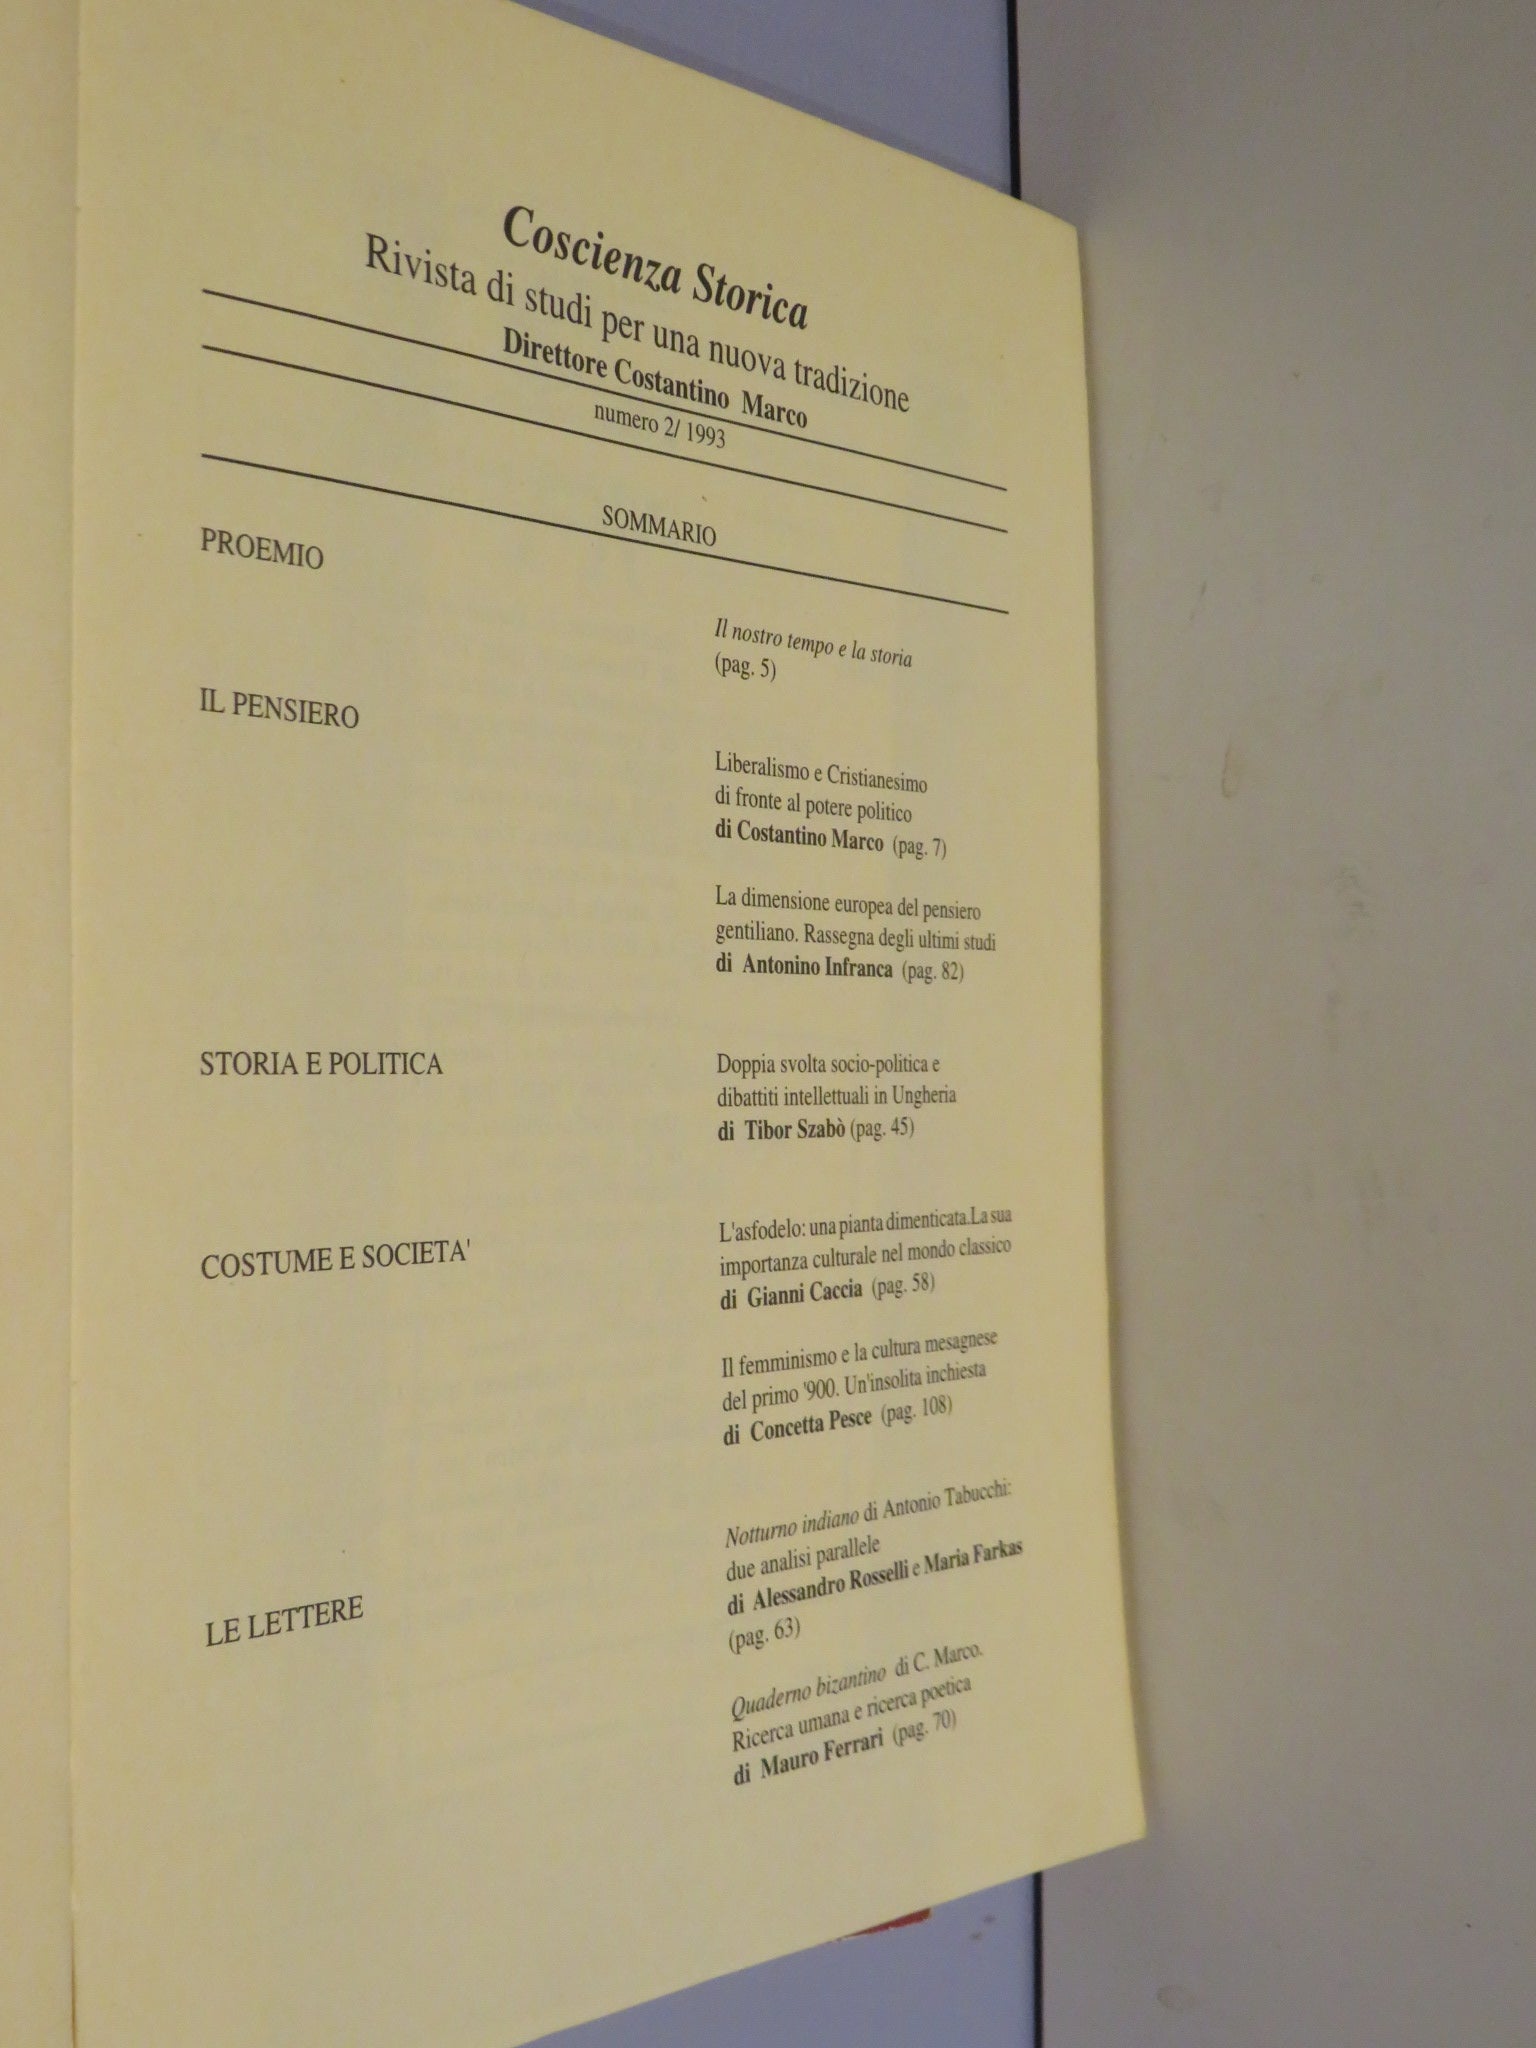 Coscienza Storica
Rivista di studi per una nuova tradizione
Direttore Costantino Marco
numero 2/ 1993
SOMMARIO
PROEMIO
Il nostro tempo e la storia
(pag. 5)
IL PENSIERO
Liberalismo e Cristianesimo
di fronte al potere politico
di Costantino Marco (pag. 7)
La dimensione europea del pensiero
gentiliano. Rassegna degli ultimi studi
di Antonino Infranca (pag. 82)
STORIA E POLITICA
Doppia svolta socio-politica e
dibattiti intellettuali in Ungheria
di Tibor Szabò (pag. 45)
COSTUME E SOCIETA'
L'asfodelo: una pianta dimenticata.La sua
importanza culturale nel mondo classico
di Gianni Caccia (pag. 58)
Il femminismo e la cultura mesagnese
del primo '900. Un'insolita inchiesta
di Concetta Pesce (pag. 108)
LE LETTERE
Notturno indiano di Antonio Tabucchi:
due analisi parallele
di Alessandro Rosselli e Maria Farkas
(pag. 63)
Quaderno bizantino di C. Marco.
Ricerca umana e ricerca poetica
di Mauro Ferrari (pag. 70)